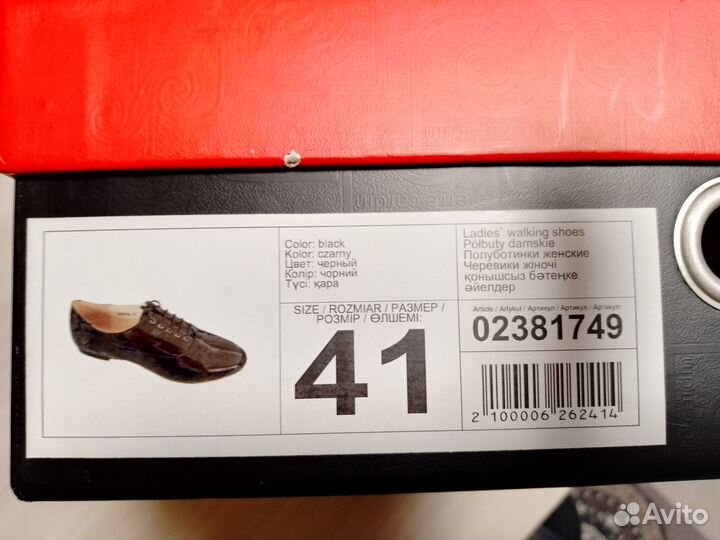 Color: black
Kolor: czarny
Цвет: черный
Колір: чорний
Түсі: қара
SIZE / ROZMIAR / РАЗМЕР /
РОЗМІР / ӨЛШЕМІ:
41
Ladies` walking shoes
Półbuty damskie
Полуботинки женские
Черевики жіночі
қонышсыз бәтеңке
әйелдер
Article / Artykuł / Артикул / Артикул / Артикул:
02381749
2 100006 262414
Avito